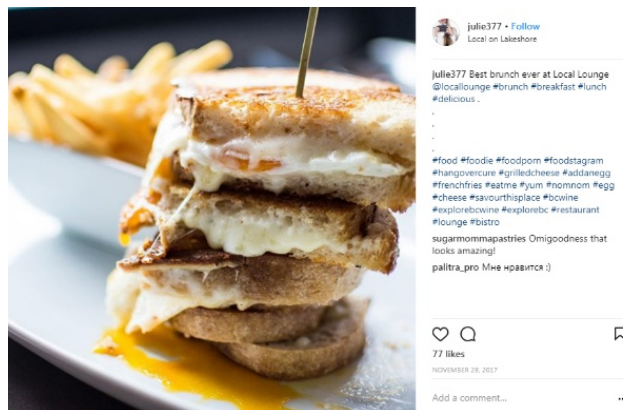 julie377 • Follow
Local on Lakeshore
julie377 Best brunch ever at Local Lounge
@locallounge #brunch #breakfast #lunch
#delicious .
.
.
.
.
#food #foodie #foodporn #foodstagram
#hangovercure #grilledcheese #addanegg
#frenchfries #eatme #yum #nomnom #egg
#cheese #savourthisplace #bcwine
#explorebcwine #explorebc #restaurant
#lounge #bistro
sugarmommapastries Omigoodness that
looks amazing!
palitra_pro Мне нравится :)
77 likes
NOVEMBER 28, 2017
Add a comment...